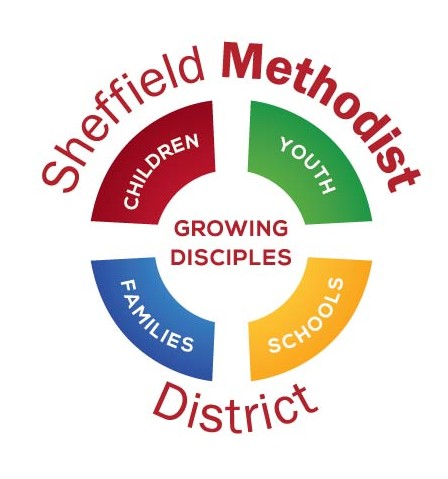 Sheffield Methodist
CHILDREN
YOUTH
GROWING
DISCIPLES
FAMILIES
SCHOOLS
District